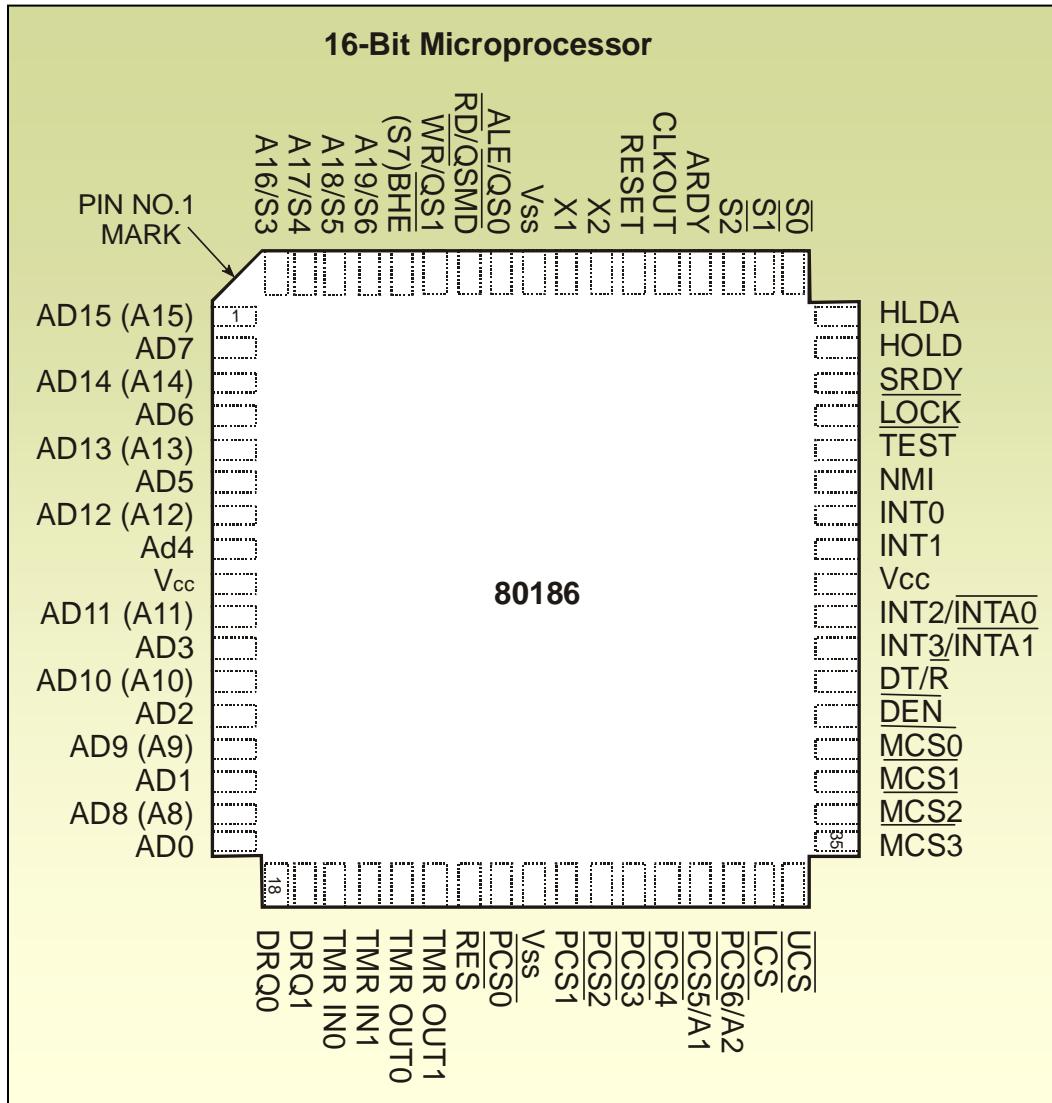 16-Bit Microprocessor
A16/S3
A17/S4
A18/S5
A19/S6
(S7)BHE
WR/QS1
RD/QSMD
ALE/QS0
Vss
X1
X2
RESET
CLKOUT
ARDY
S2
S1
S0
PIN NO.1
MARK
AD15 (A15)
AD7
AD14 (A14)
AD6
AD13 (A13)
AD5
AD12 (A12)
Ad4
Vcc
AD11 (A11)
AD3
AD10 (A10)
AD2
AD9 (A9)
AD1
AD8 (A8)
AD0
1
80186
18
35
HLDA
HOLD
SRDY
LOCK
TEST
NMI
INT0
INT1
Vcc
INT2/INTA0
INT3/INTA1
DT/R
DEN
MCS0
MCS1
MCS2
MCS3
DRQ0
DRQ1
TMR IN0
TMR IN1
TMR OUT0
TMR OUT1
RES
PCS0
Vss
PCS1
PCS2
PCS3
PCS4
PCS5/A1
PCS6/A2
LCS
UCS